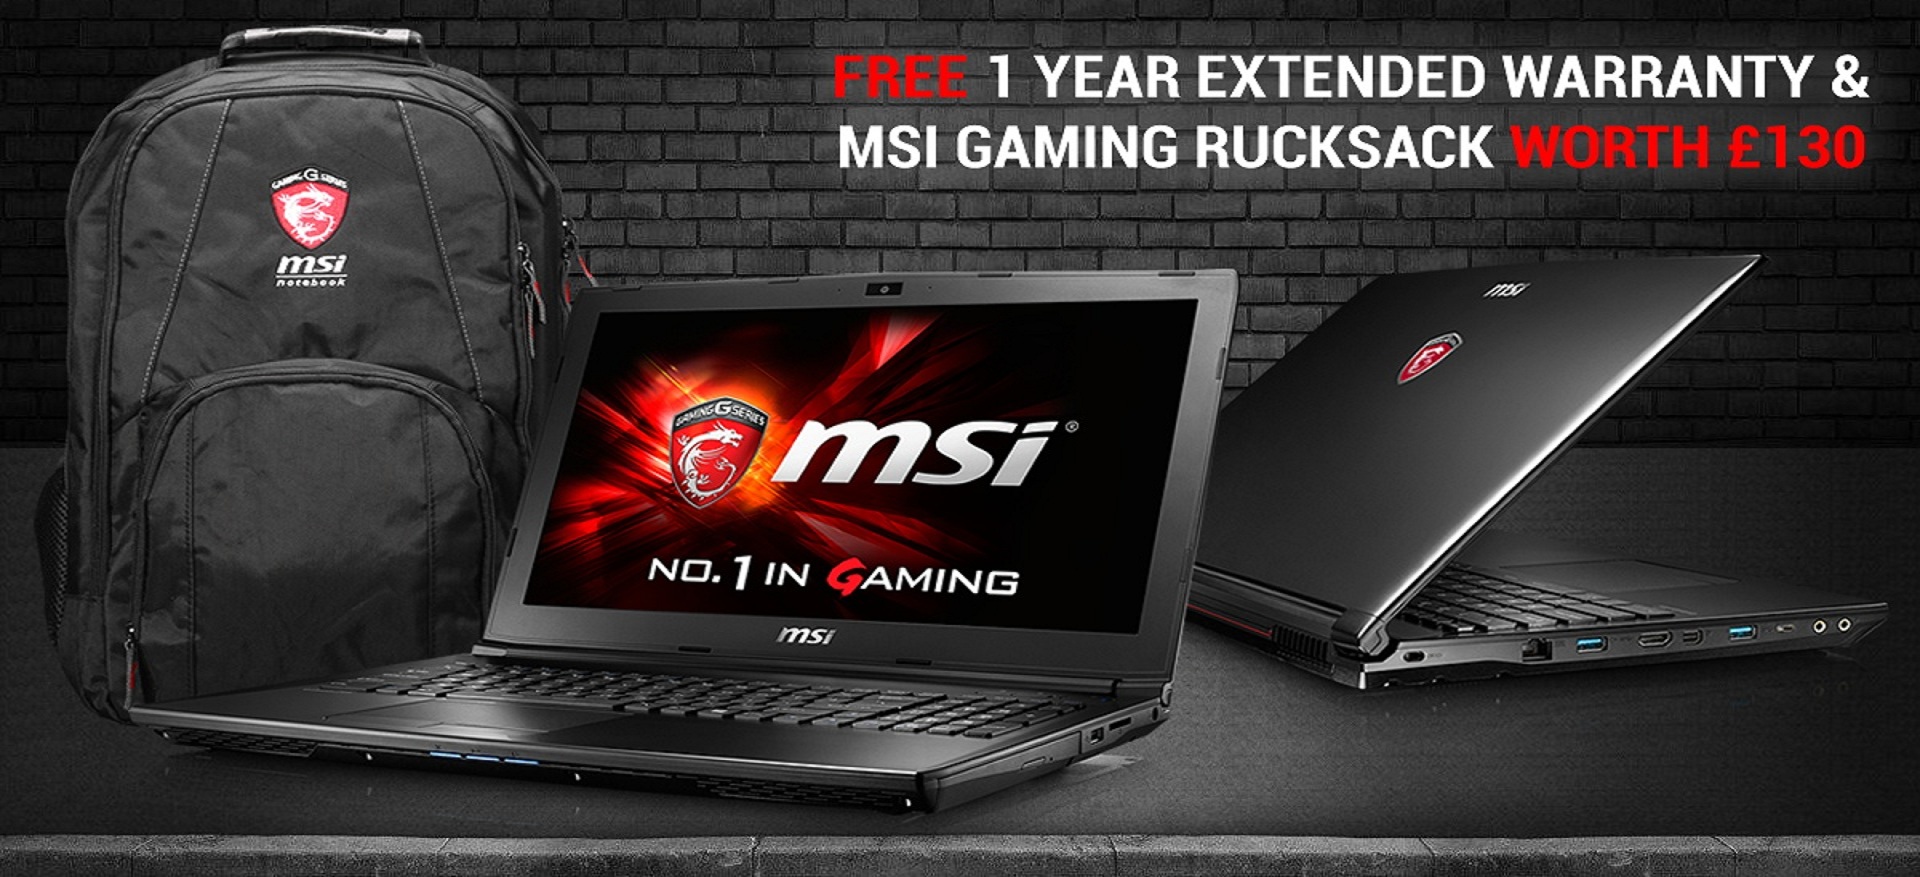 FREE 1 YEAR EXTENDED WARRANTY &
MSI GAMING RUCKSACK WORTH £130
GAMING G SERIES
msi
notebook
msi
GAMING G SERIES
msi®
NO.1 IN GAMING
msi